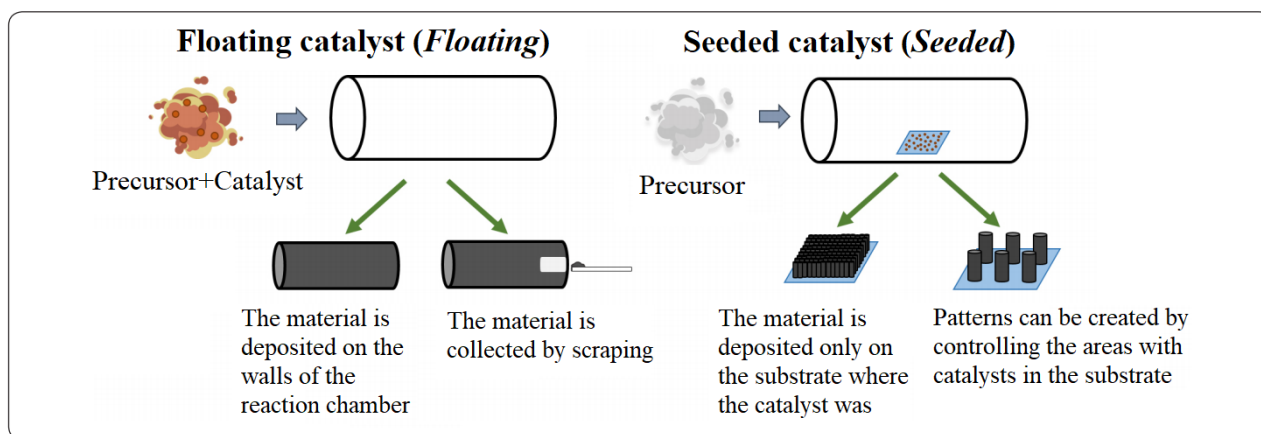 Floating catalyst (Floating)
Precursor+Catalyst
The material is
deposited on the
walls of the
reaction chamber
The material is
collected by scraping
Seeded catalyst (Seeded)
Precursor
The material is
deposited only on
the substrate where
the catalyst was
Patterns can be created by
controlling the areas with
catalysts in the substrate